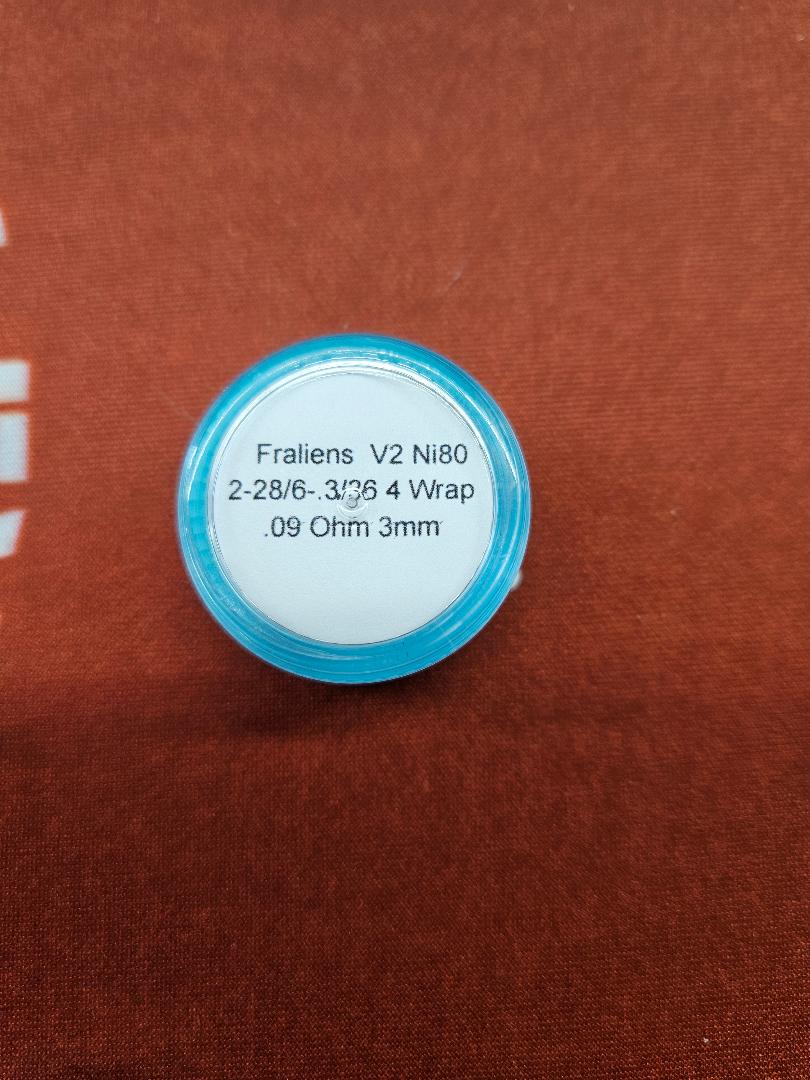 Fraliens V2 Ni80
2-28/6-.3/36 4 Wrap
.09 Ohm 3mm